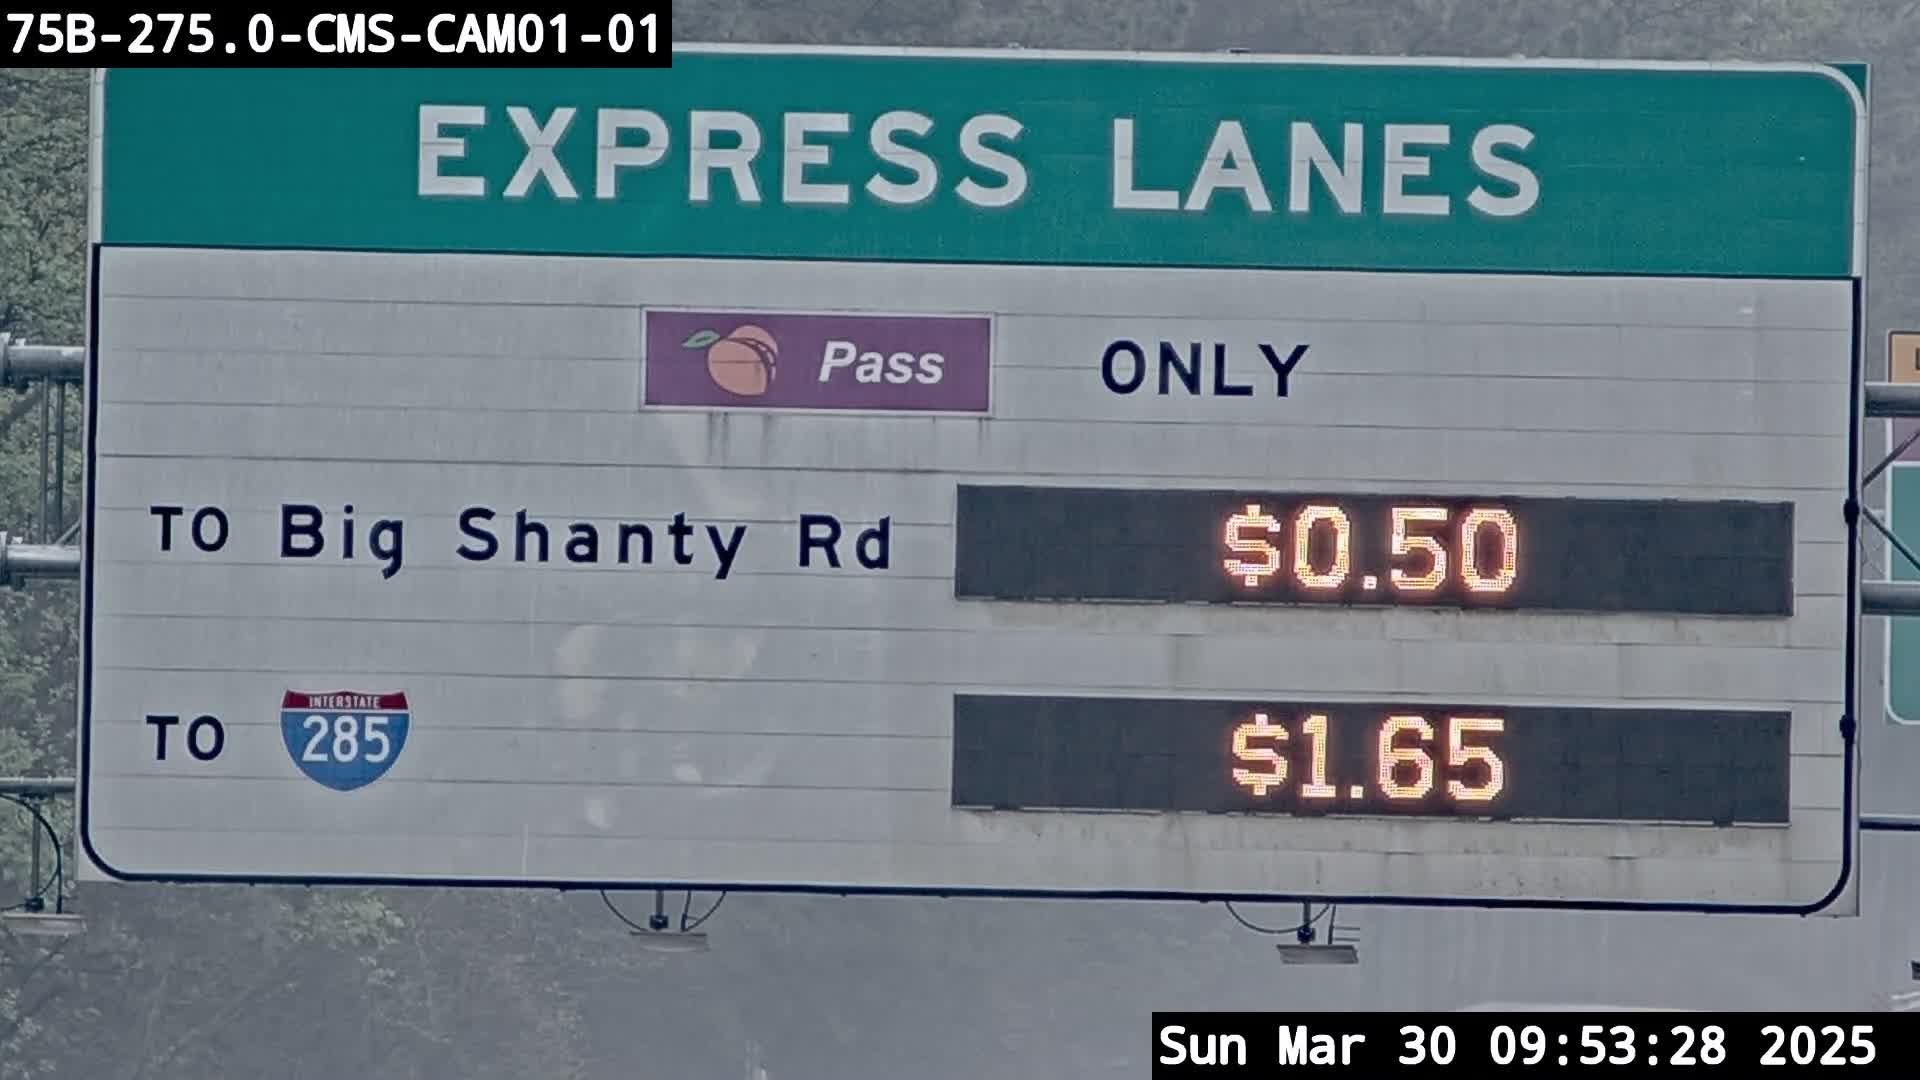 75B-275.0-CMS-CAM01-01
EXPRESS LANES
Pass ONLY
TO Big Shanty Rd $0.50
TO INTERSTATE 285 $1.65
Sun Mar 30 09:53:28 2025